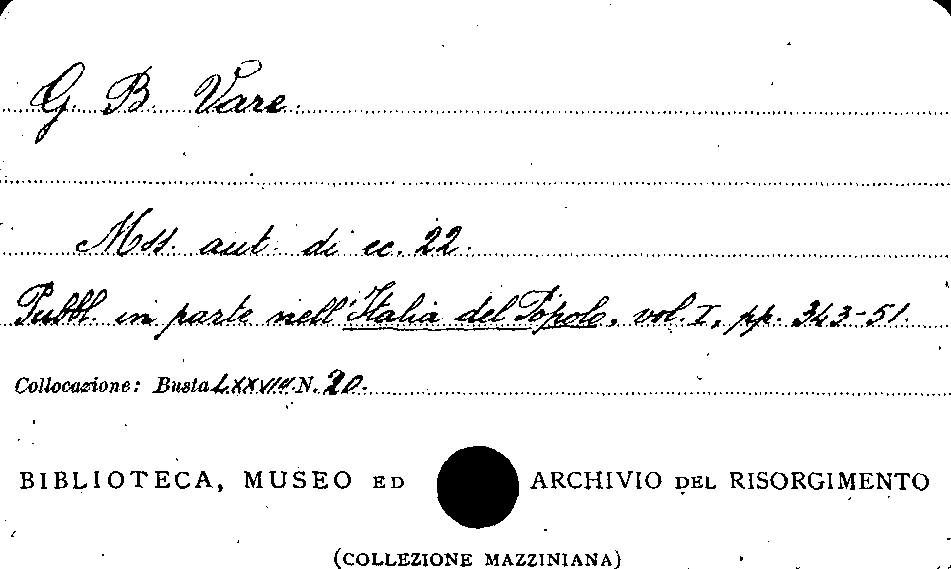 G. B. Vare.
Mss. aut. di cc. 22.
Pubbl. in parte nell'Italia del Popolo, vol. I, pp. 343-51.
Collocazione: Busta LXXVIII N. 20.
BIBLIOTECA, MUSEO ED ARCHIVIO DEL RISORGIMENTO
(COLLEZIONE MAZZINIANA)